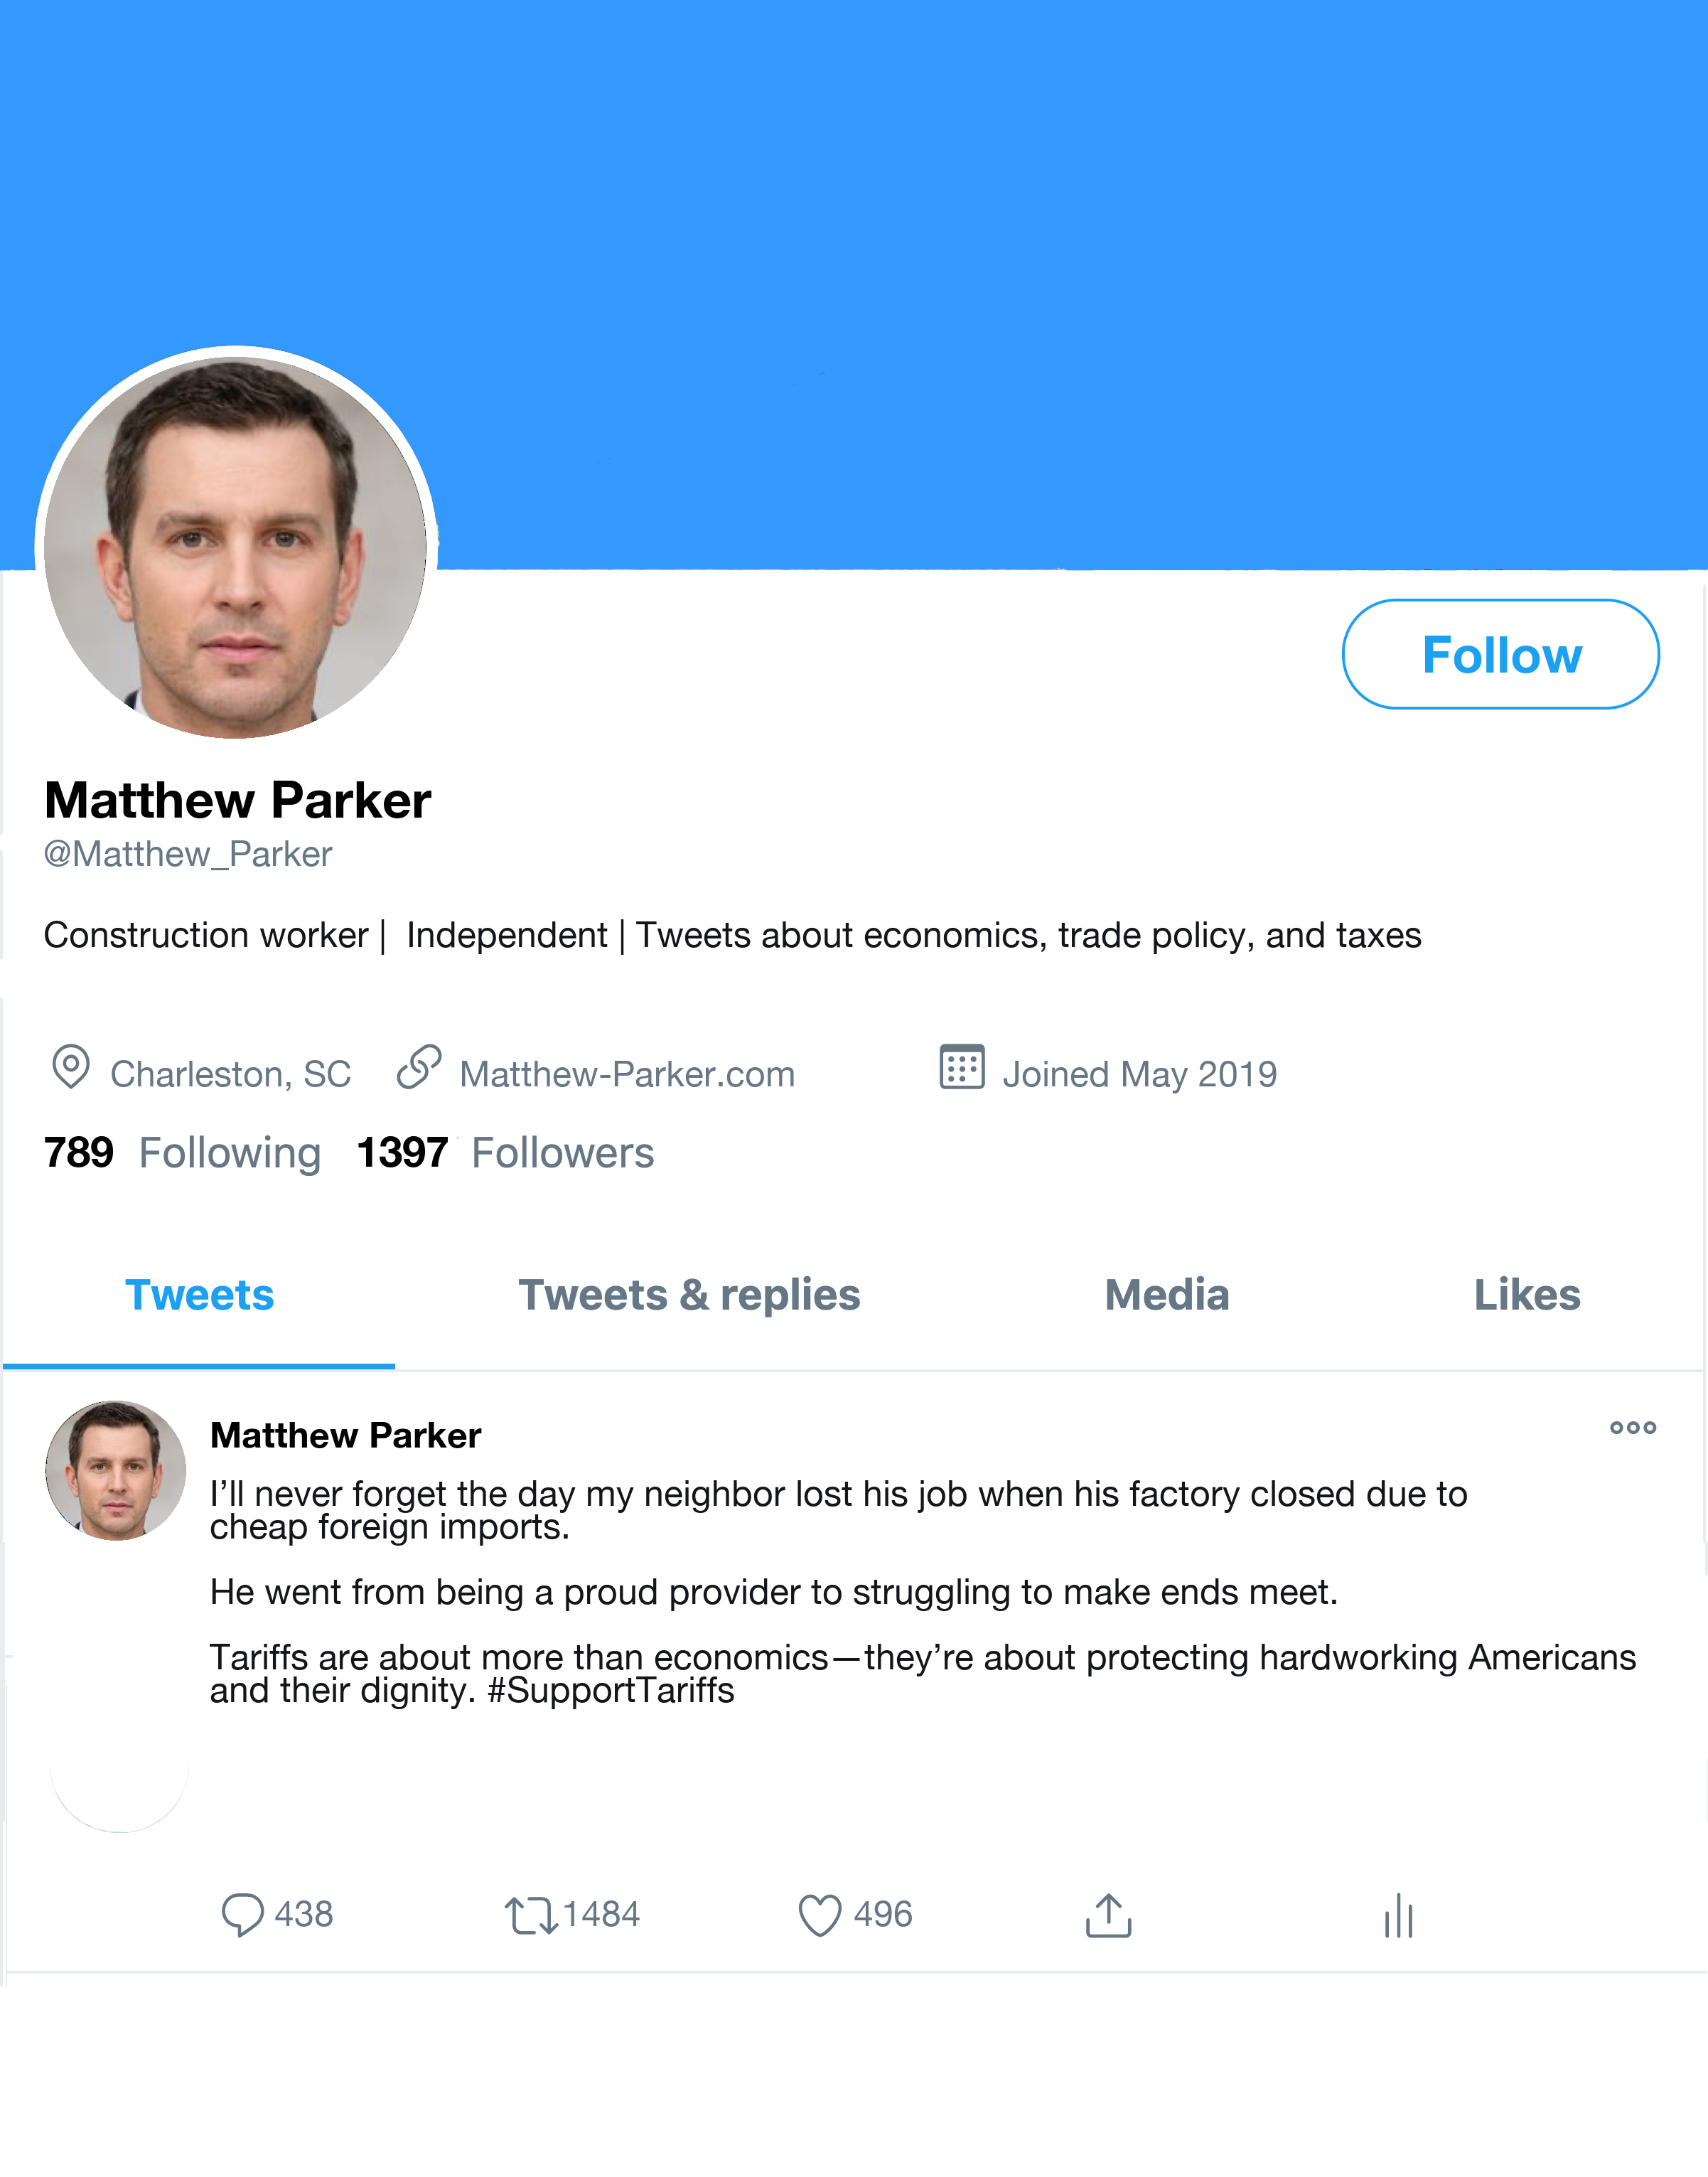 Follow
Matthew Parker
@Matthew_Parker
Construction worker | Independent | Tweets about economics, trade policy, and taxes
Charleston, SC Matthew-Parker.com Joined May 2019
789 Following 1397 Followers
Tweets Tweets & replies Media Likes
Matthew Parker
I’ll never forget the day my neighbor lost his job when his factory closed due to
cheap foreign imports.
He went from being a proud provider to struggling to make ends meet.
Tariffs are about more than economics—they’re about protecting hardworking Americans
and their dignity. #SupportTariffs
438 1484 496